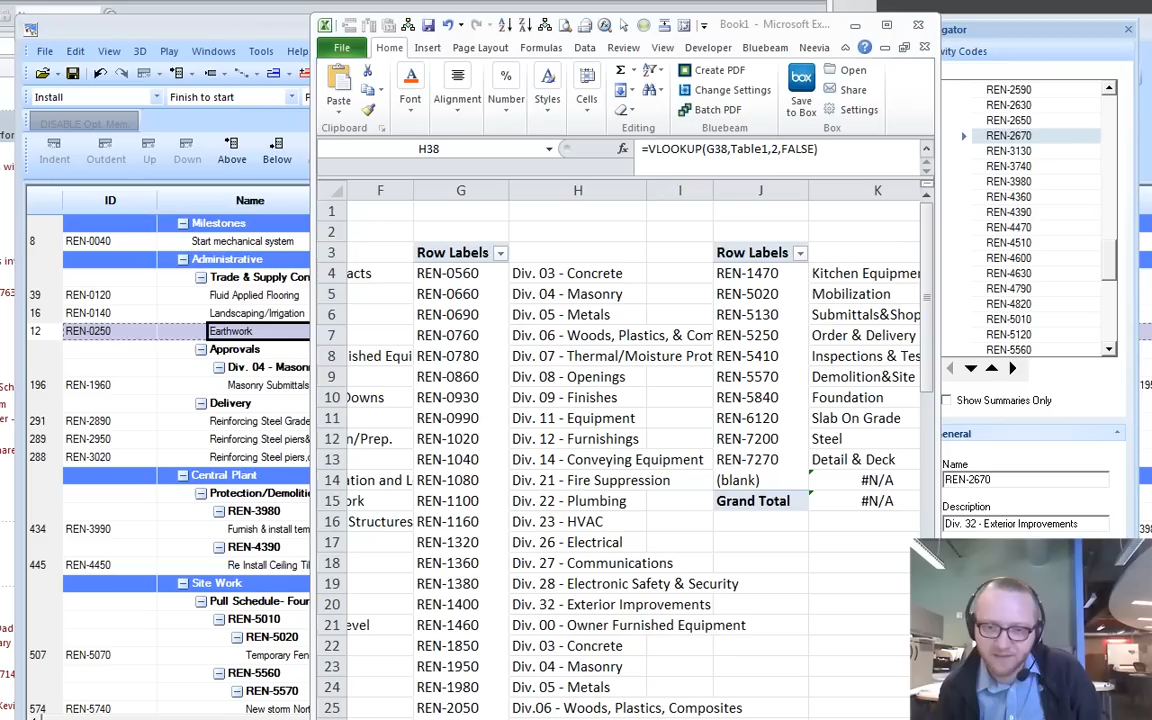 Book1 - Microsoft Ex...
File Edit View 3D Play Windows Tools Help
Install
Finish to start
DISABLE Opt. Mem.
Indent Outdent Up Down Above Below
File Home Insert Page Layout Formulas Data Review View Developer Bluebeam Neevia
Paste
Font
Alignment
Number
Styles
Cells
Create PDF
Change Settings
Batch PDF
box
Save to Box
Open
Share
Settings
Clipboard
Editing
Bluebeam
Box
H38
fx
=VLOOKUP(G38,Table1,2,FALSE)
ID Name
Milestones
8 REN-0040 Start mechanical system
Administrative
Trade & Supply Con
39 REN-0120 Fluid Applied Flooring
16 REN-0140 Landscaping/Irrigation
12 REN-0250 Earthwork
Approvals
Div. 04 - Mason
196 REN-1960 Masonry Submittals
Delivery
291 REN-2890 Reinforcing Steel Grade
289 REN-2950 Reinforcing Steel piers&
288 REN-3020 Reinforcing Steel piers,
Central Plant
Protection/Demoliti
REN-3980
434 REN-3990 Furnish & install temp
REN-4390
445 REN-4450 Re Install Ceiling Til
Site Work
Pull Schedule- Four
REN-5010
REN-5020
507 REN-5070 Temporary Fen
REN-5560
REN-5570
574 REN-5740 New storm Nort
F G H I J K
1
2
3 Row Labels Row Labels
4 acts REN-0560 Div. 03 - Concrete REN-1470 Kitchen Equipmen
5 REN-0660 Div. 04 - Masonry REN-5020 Mobilization
6 REN-0690 Div. 05 - Metals REN-5130 Submittals&Shop
7 REN-0760 Div. 06 - Woods, Plastics, & Com REN-5250 Order & Delivery
8 ished Equi REN-0780 Div. 07 - Thermal/Moisture Prot REN-5410 Inspections & Tes
9 REN-0860 Div. 08 - Openings REN-5570 Demolition&Site
10 Downs REN-0930 Div. 09 - Finishes REN-5840 Foundation
11 REN-0990 Div. 11 - Equipment REN-6120 Slab On Grade
12 n/Prep. REN-1020 Div. 12 - Furnishings REN-7200 Steel
13 REN-1040 Div. 14 - Conveying Equipment REN-7270 Detail & Deck
14 ation and L REN-1080 Div. 21 - Fire Suppression (blank) #N/A
15 ork REN-1100 Div. 22 - Plumbing Grand Total #N/A
16 Structures REN-1160 Div. 23 - HVAC
17 REN-1320 Div. 26 - Electrical
18 REN-1360 Div. 27 - Communications
19 REN-1380 Div. 28 - Electronic Safety & Security
20 REN-1400 Div. 32 - Exterior Improvements
21 evel REN-1460 Div. 00 - Owner Furnished Equipment
22 REN-1880 Div. 03 - Concrete
23 REN-1950 Div. 04 - Masonry
24 REN-1980 Div. 05 - Metals
25 REN-2050 Div.06 - Woods, Plastics, Composites
gator
ity Codes
REN-2590
REN-2630
REN-2650
REN-2670
REN-3130
REN-3740
REN-3980
REN-4360
REN-4390
REN-4470
REN-4510
REN-4600
REN-4630
REN-4790
REN-4820
REN-5010
REN-5120
REN-5560
Show Summaries Only
General
Name
REN-2670
Description
Div. 32 - Exterior Improvements